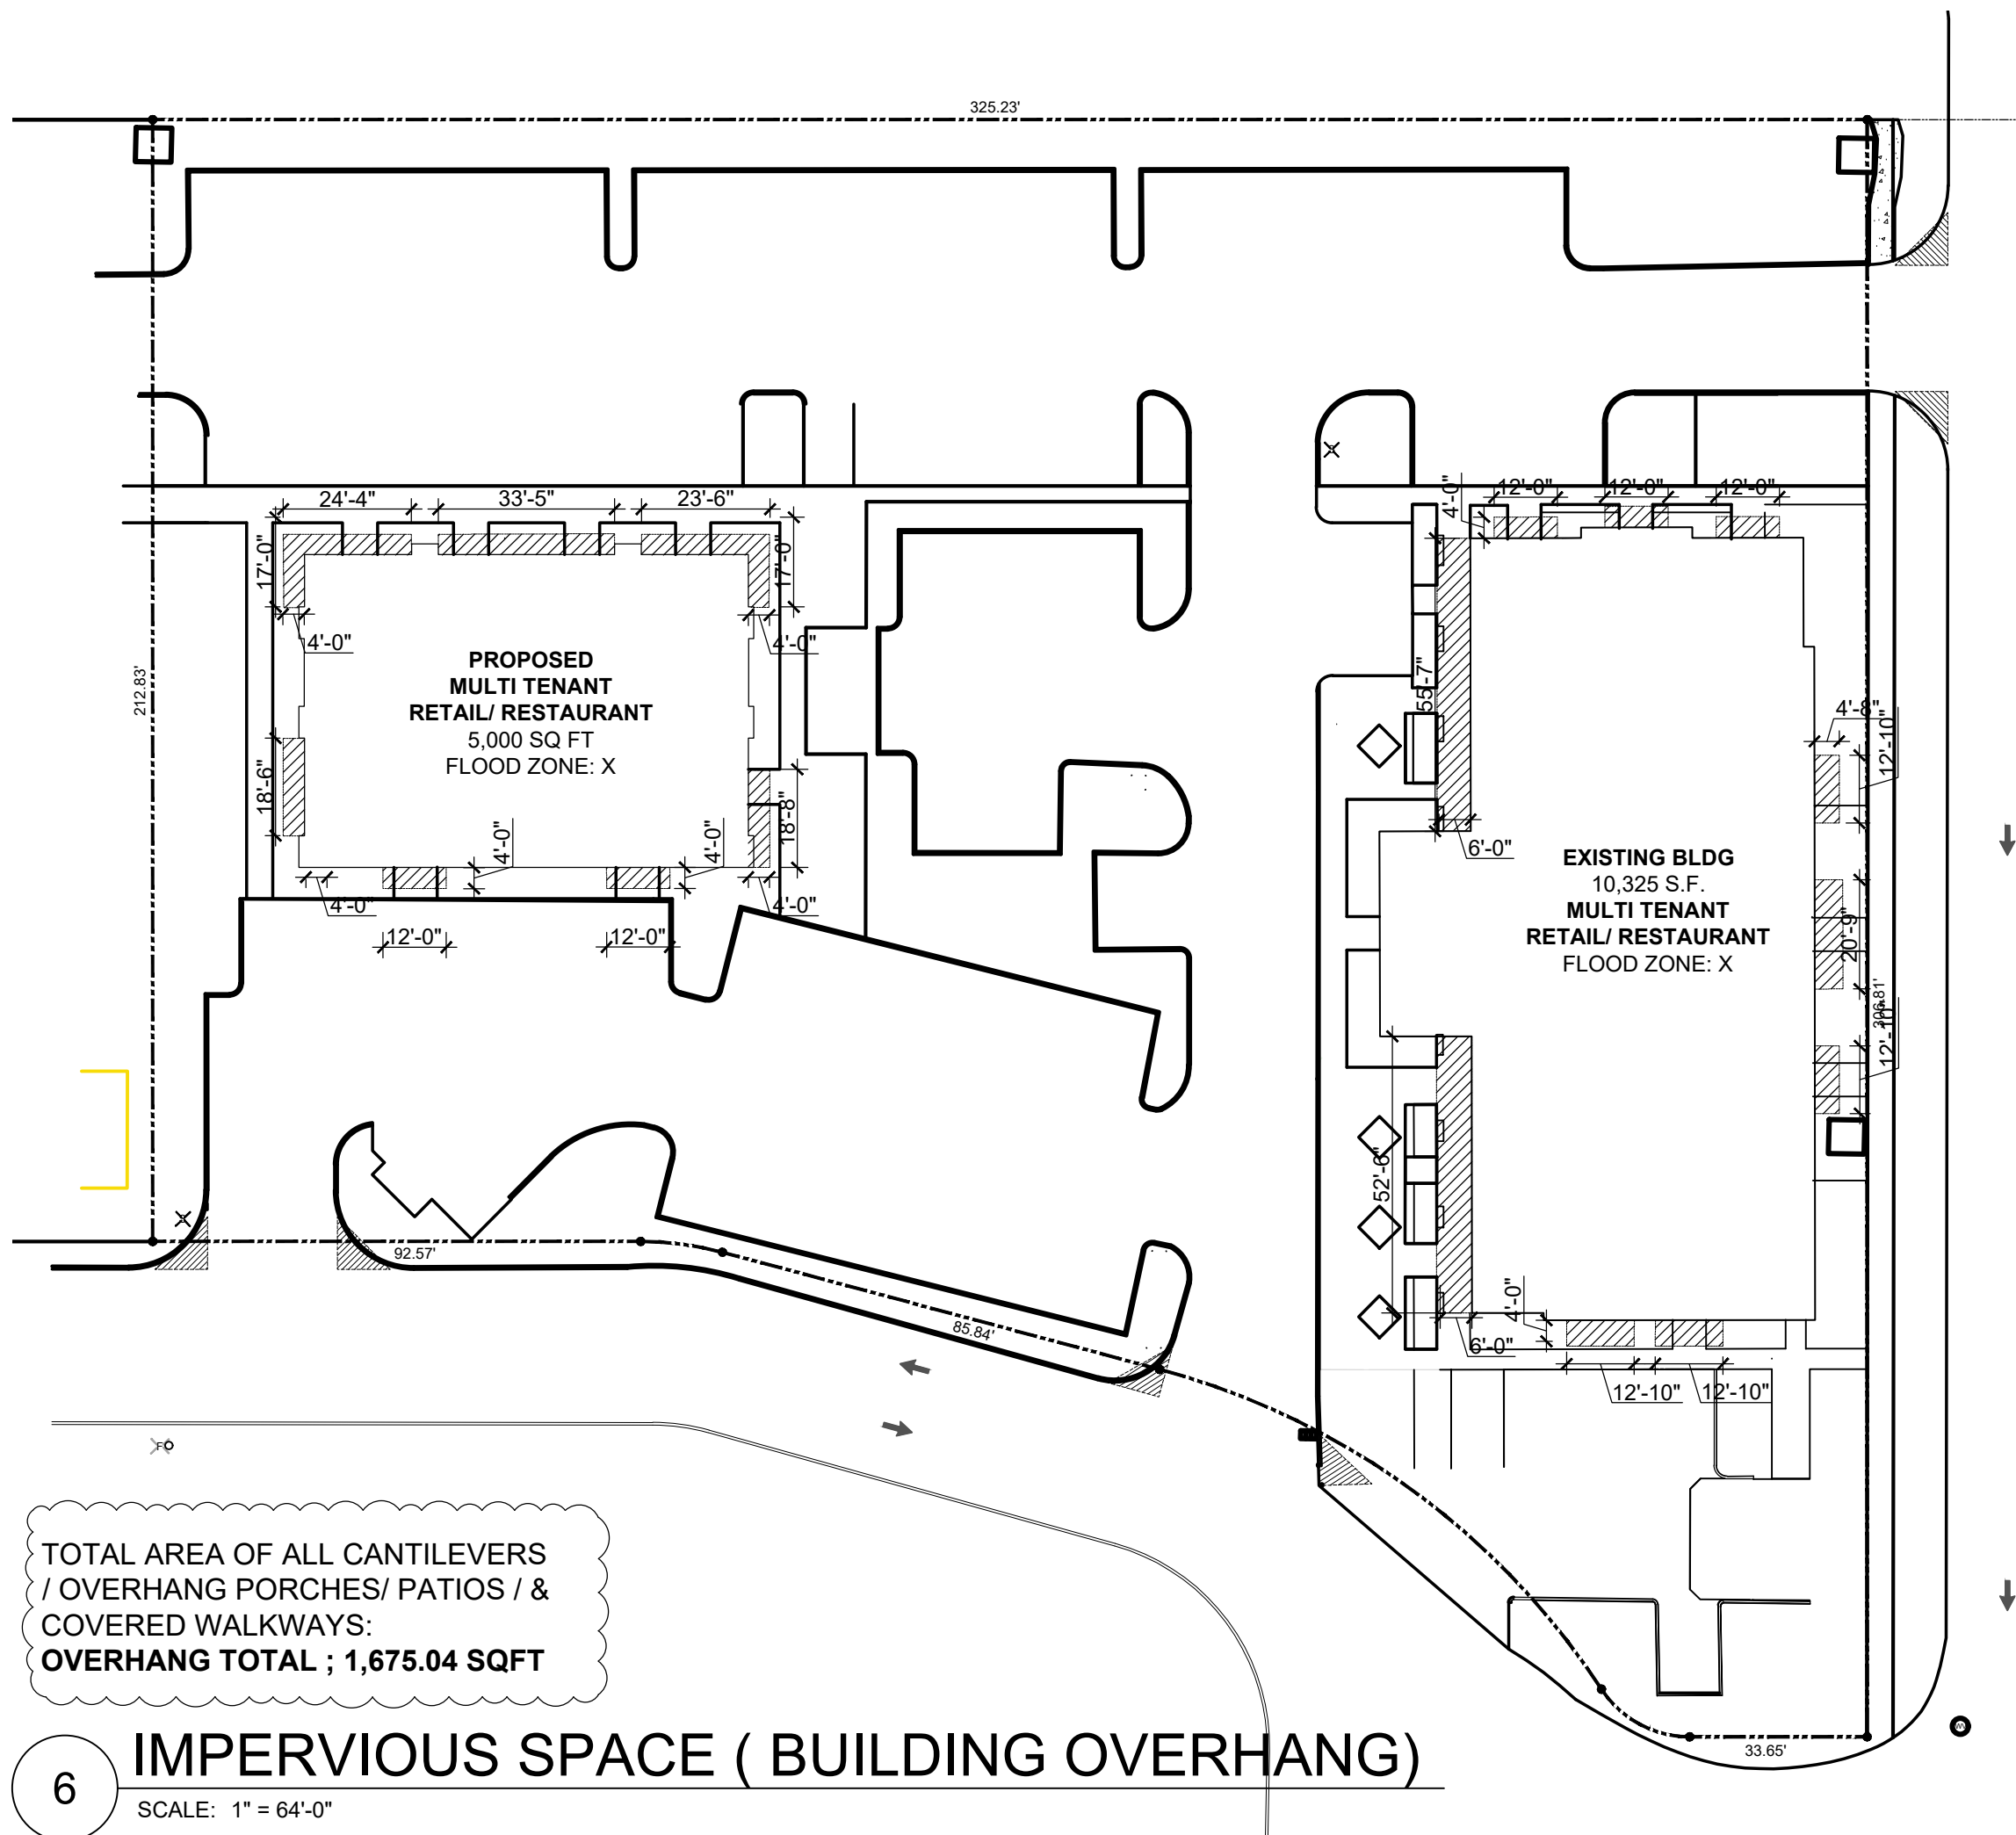 325.23'
24'-4"
33'-5"
23'-6"
17'-0"
17'-0"
4'-0"
4'-0"
212.83'
PROPOSED
MULTI TENANT
RETAIL/ RESTAURANT
5,000 SQ FT
FLOOD ZONE: X
18'-6"
18'-8"
4'-0"
4'-0"
4'-0"
4'-0"
12'-0"
12'-0"
4'-0"
12'-0"
12'-0"
12'-0"
55'-7"
4'-8"
12'-10"
6'-0"
EXISTING BLDG
10,325 S.F.
MULTI TENANT
RETAIL/ RESTAURANT
FLOOD ZONE: X
20'-9"
306.81'
12'-10"
52'-6"
4'-0"
6'-0"
12'-10"
12'-10"
92.57'
85.84'
33.65'
TOTAL AREA OF ALL CANTILEVERS
/ OVERHANG PORCHES/ PATIOS / &
COVERED WALKWAYS:
OVERHANG TOTAL ; 1,675.04 SQFT
6
IMPERVIOUS SPACE ( BUILDING OVERHANG)
SCALE: 1" = 64'-0"